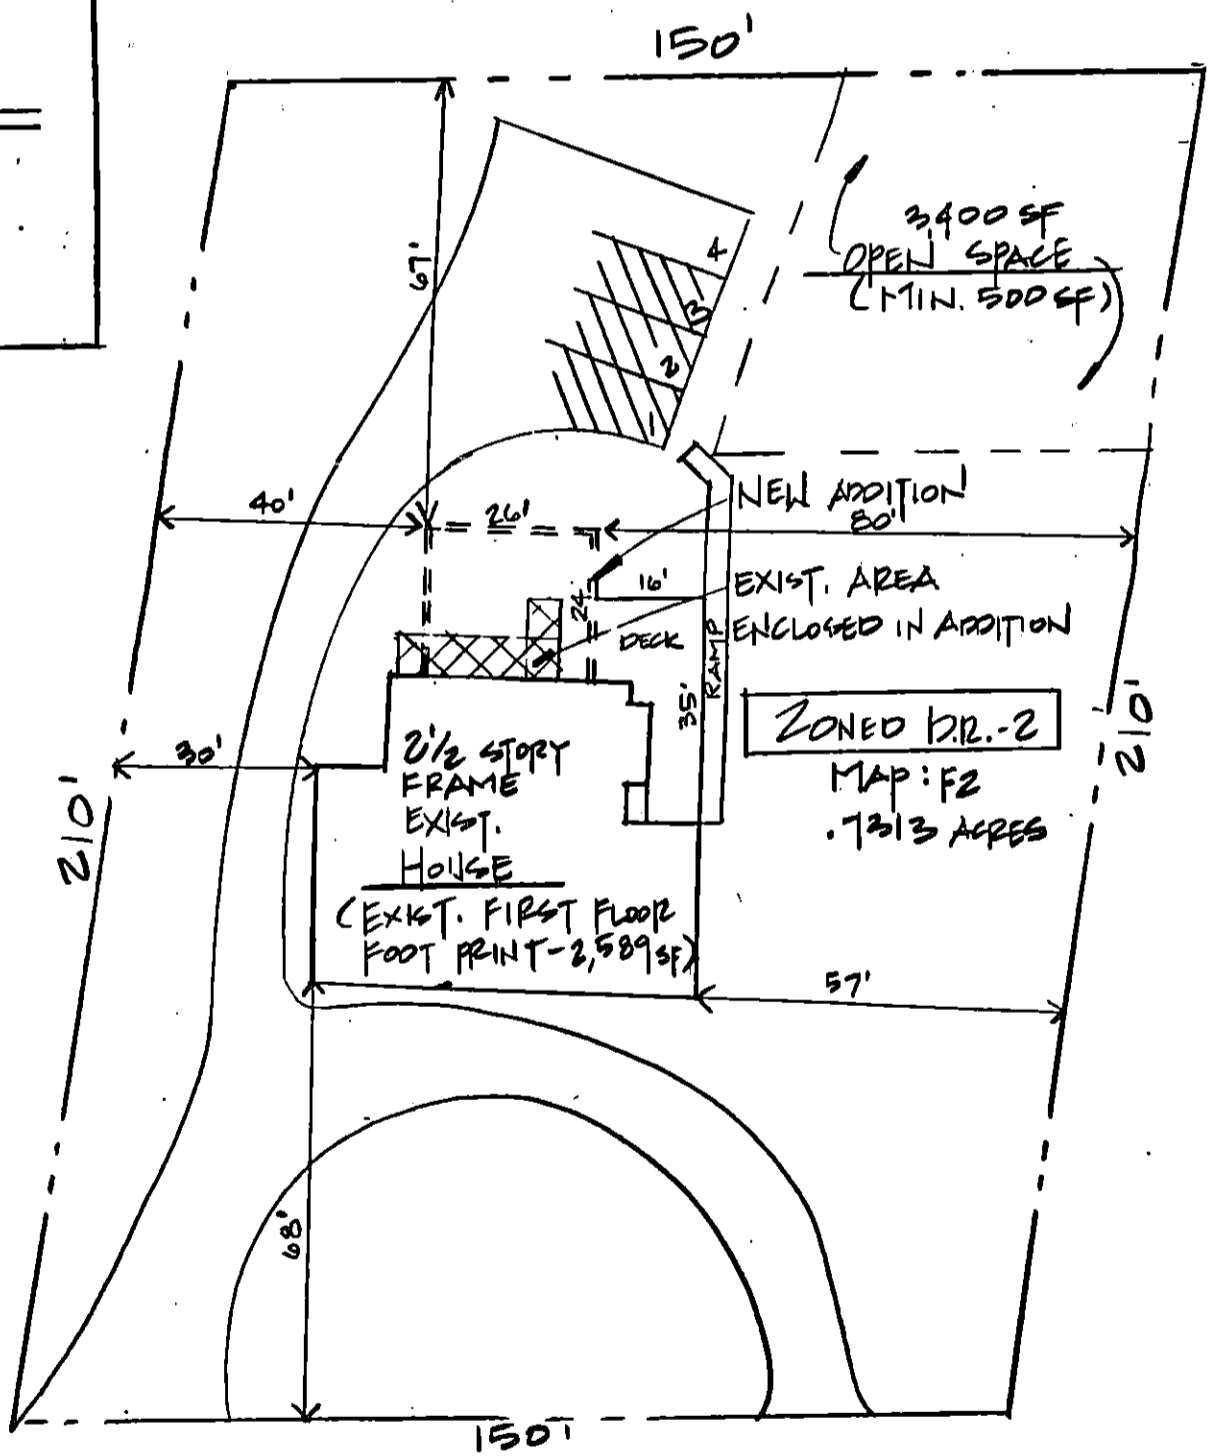 150'
3,400 SF
OPEN SPACE
(MIN. 500 SF)
67'
4
3
2
1
NEW ADDITION
40'
26'
80'
16'
24'
EXIST. AREA
ENCLOSED IN ADDITION
DECK
RAMP
35'
ZONED D.R.-2
MAP: F2
.7313 ACRES
30'
210'
210'
2 1/2 STORY
FRAME
EXIST.
HOUSE
(EXIST. FIRST FLOOR
FOOT PRINT-2,589 SF)
57'
68'
150'